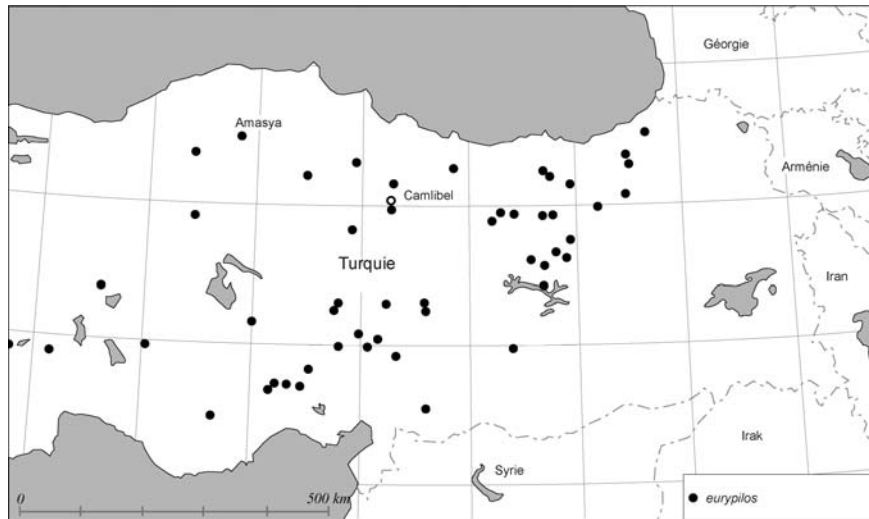 Géorgie
Amasya
Arménie
Camlibel
Turquie
Iran
Irak
Syrie
0 500 km
eurypilos